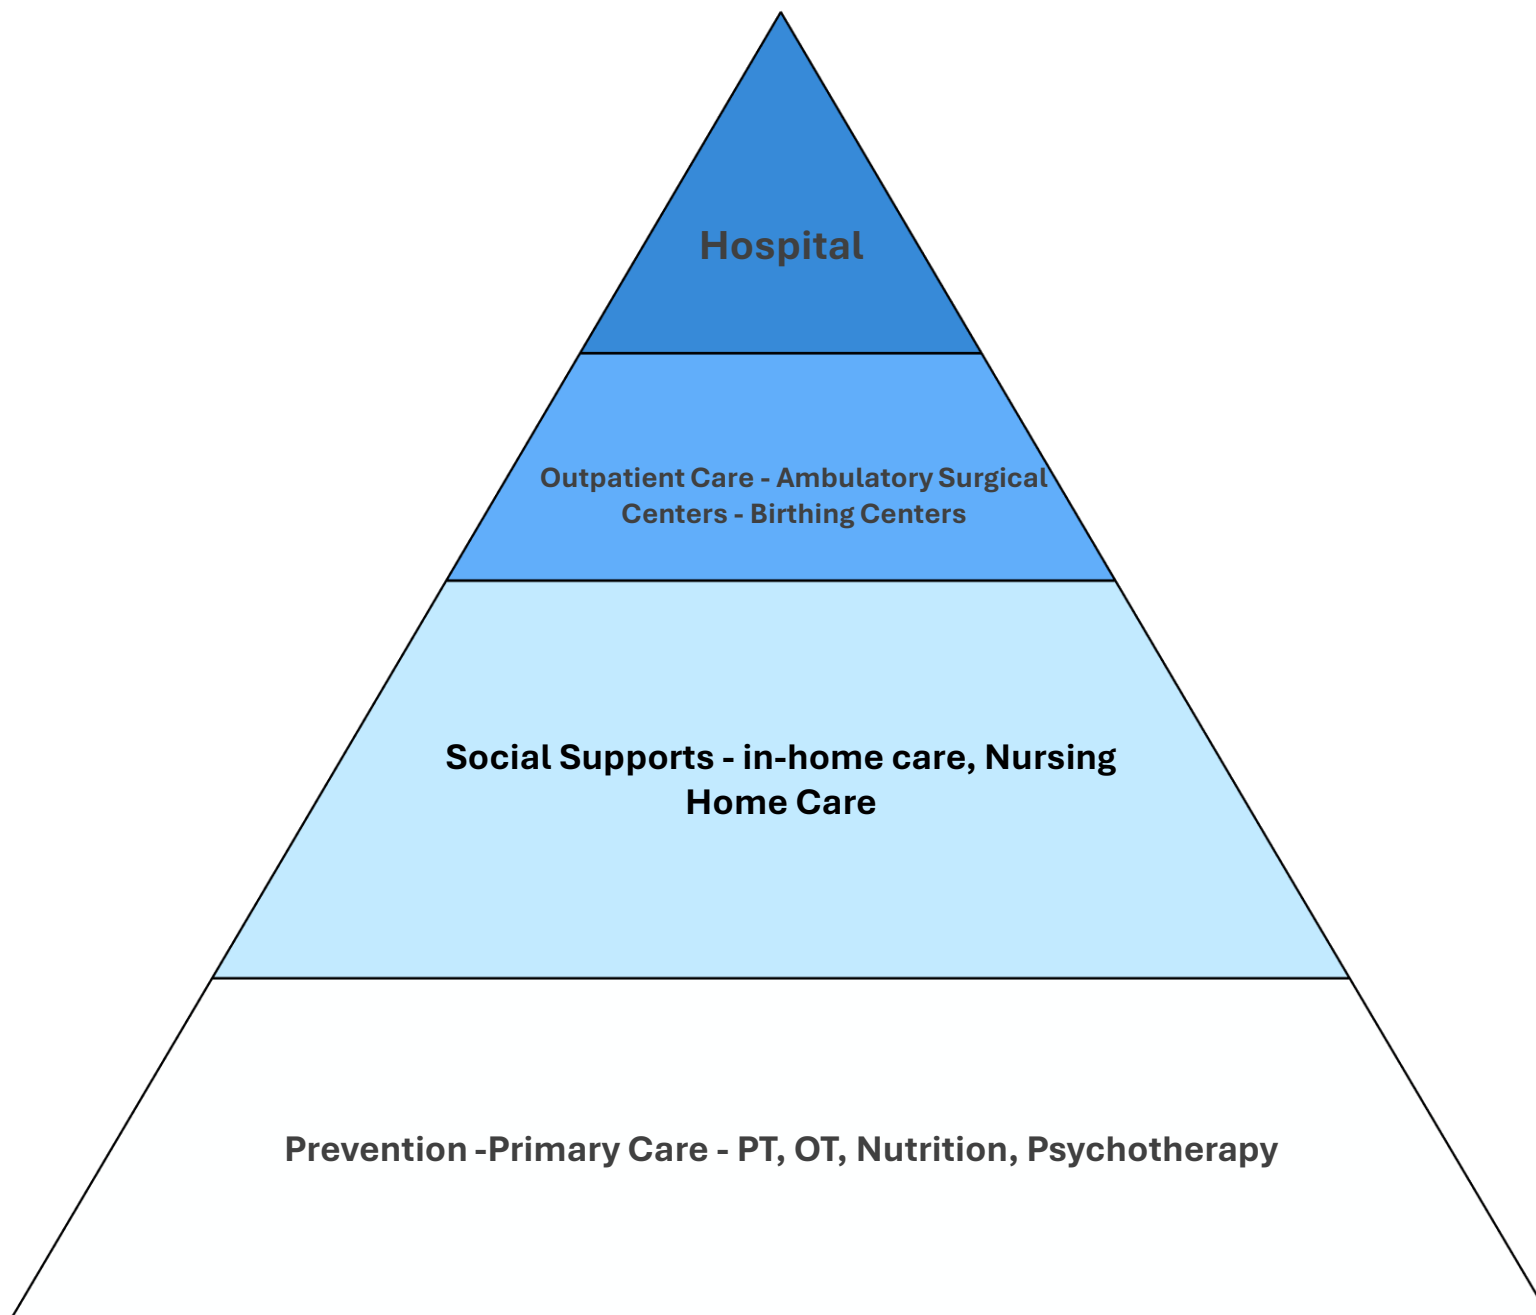 Hospital
Outpatient Care - Ambulatory Surgical
Centers - Birthing Centers
Social Supports - in-home care, Nursing
Home Care
Prevention -Primary Care - PT, OT, Nutrition, Psychotherapy